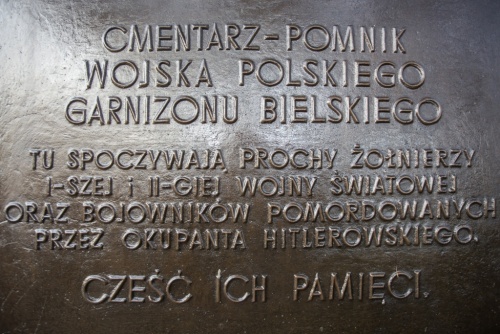 CMENTARZ-POMNIK
WOJSKA POLSKIEGO
GARNIZONU BIELSKIEGO
TU SPOCZYWAJĄ PROCHY ŻOŁNIERZY
I-SZEJ i II-GIEJ WOJNY ŚWIATOWEJ
ORAZ BOJOWNIKÓW POMORDOWANYCH
PRZEZ OKUPANTA HITLEROWSKIEGO.
CZEŚĆ ICH PAMIĘCI.